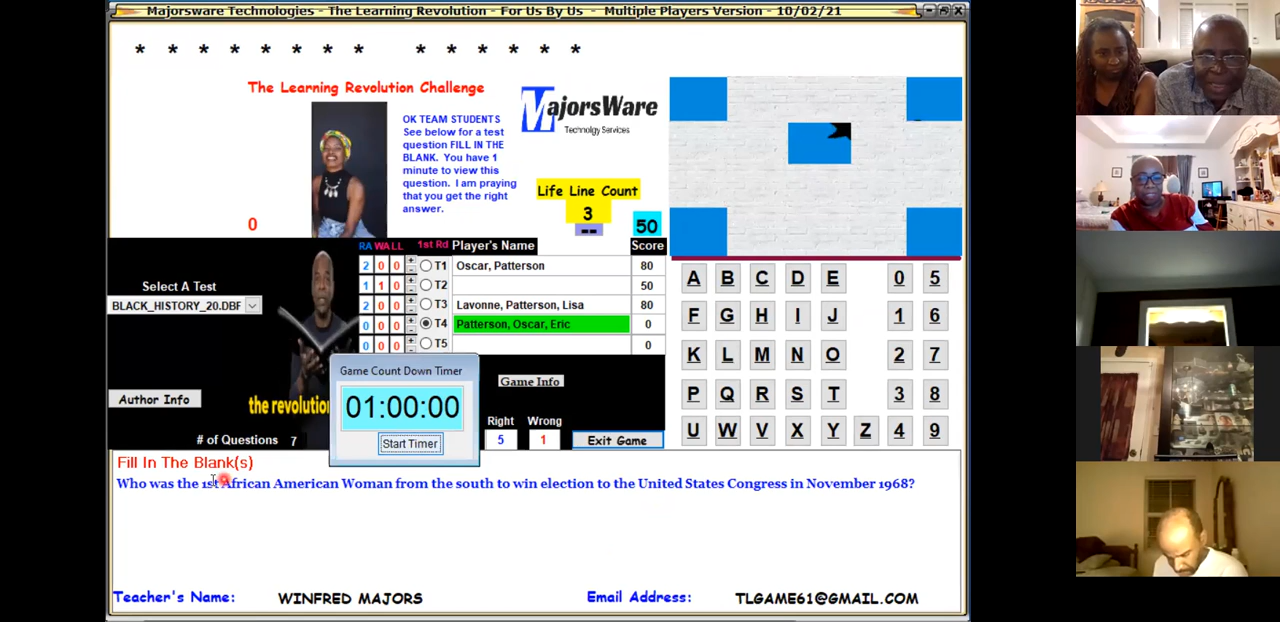 Majorsware Technologies - The Learning Revolution - For Us By Us - Multiple Players Version - 10/02/21
* * * * * * * * * * * * * *
The Learning Revolution Challenge
OK TEAM STUDENTS
See below for a test
question FILL IN THE
BLANK. You have 1
minute to view this
question. I am praying
that you get the right
answer.
MajorsWare
Technolgy Services
Life Line Count
3
--
50
0
RA WA LL 1st Rd Player's Name Score
2 0 0 + - T1 Oscar, Patterson 80
1 1 0 + - T2 50
2 0 0 + - T3 Lavonne, Patterson, Lisa 80
0 0 0 + - T4 Patterson, Oscar, Eric 0
0 0 0 + - T5 0
Select A Test
BLACK_HISTORY_20.DBF
Author Info
the revolution
# of Questions 7
Game Count Down Timer
01:00:00
Start Timer
Game Info
Right Wrong
5 1 Exit Game
A B C D E 0 5
F G H I J 1 6
K L M N O 2 7
P Q R S T 3 8
U W V X Y Z 4 9
Fill In The Blank(s)
Who was the 1st African American Woman from the south to win election to the United States Congress in November 1968?
Teacher's Name: WINFRED MAJORS Email Address: TLGAME61@GMAIL.COM